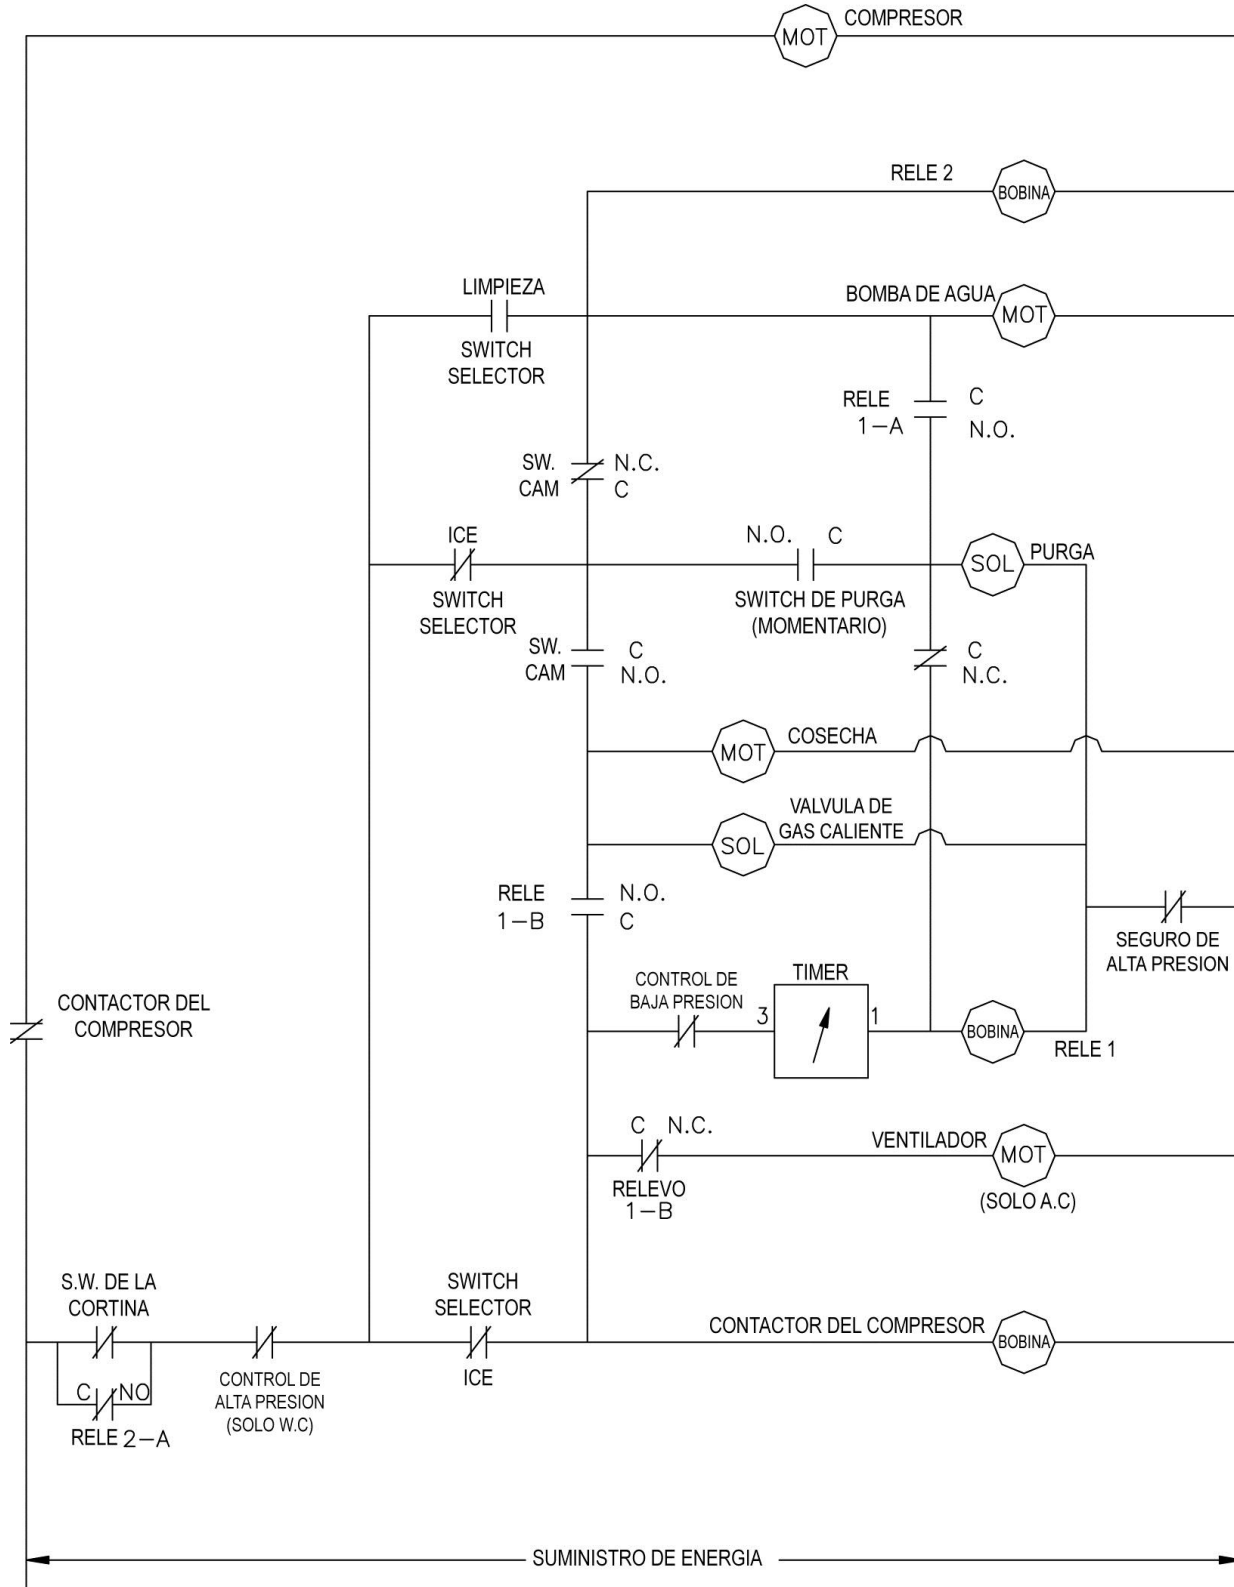 COMPRESOR
MOT
RELE 2
BOBINA
LIMPIEZA
SWITCH
SELECTOR
BOMBA DE AGUA
MOT
RELE
1-A
C
N.O.
SW.
CAM
N.C.
C
ICE
SWITCH
SELECTOR
N.O.
C
SWITCH DE PURGA
(MOMENTARIO)
SOL
PURGA
SW.
CAM
C
N.O.
C
N.C.
MOT
COSECHA
VALVULA DE
GAS CALIENTE
SOL
RELE
1-B
N.O.
C
SEGURO DE
ALTA PRESION
CONTROL DE
BAJA PRESION
TIMER
3
1
BOBINA
RELE 1
CONTACTOR DEL
COMPRESOR
C
N.C.
RELEVO
1-B
VENTILADOR
MOT
(SOLO A.C)
S.W. DE LA
CORTINA
C
NO
RELE 2-A
CONTROL DE
ALTA PRESION
(SOLO W.C)
SWITCH
SELECTOR
ICE
CONTACTOR DEL COMPRESOR
BOBINA
SUMINISTRO DE ENERGIA